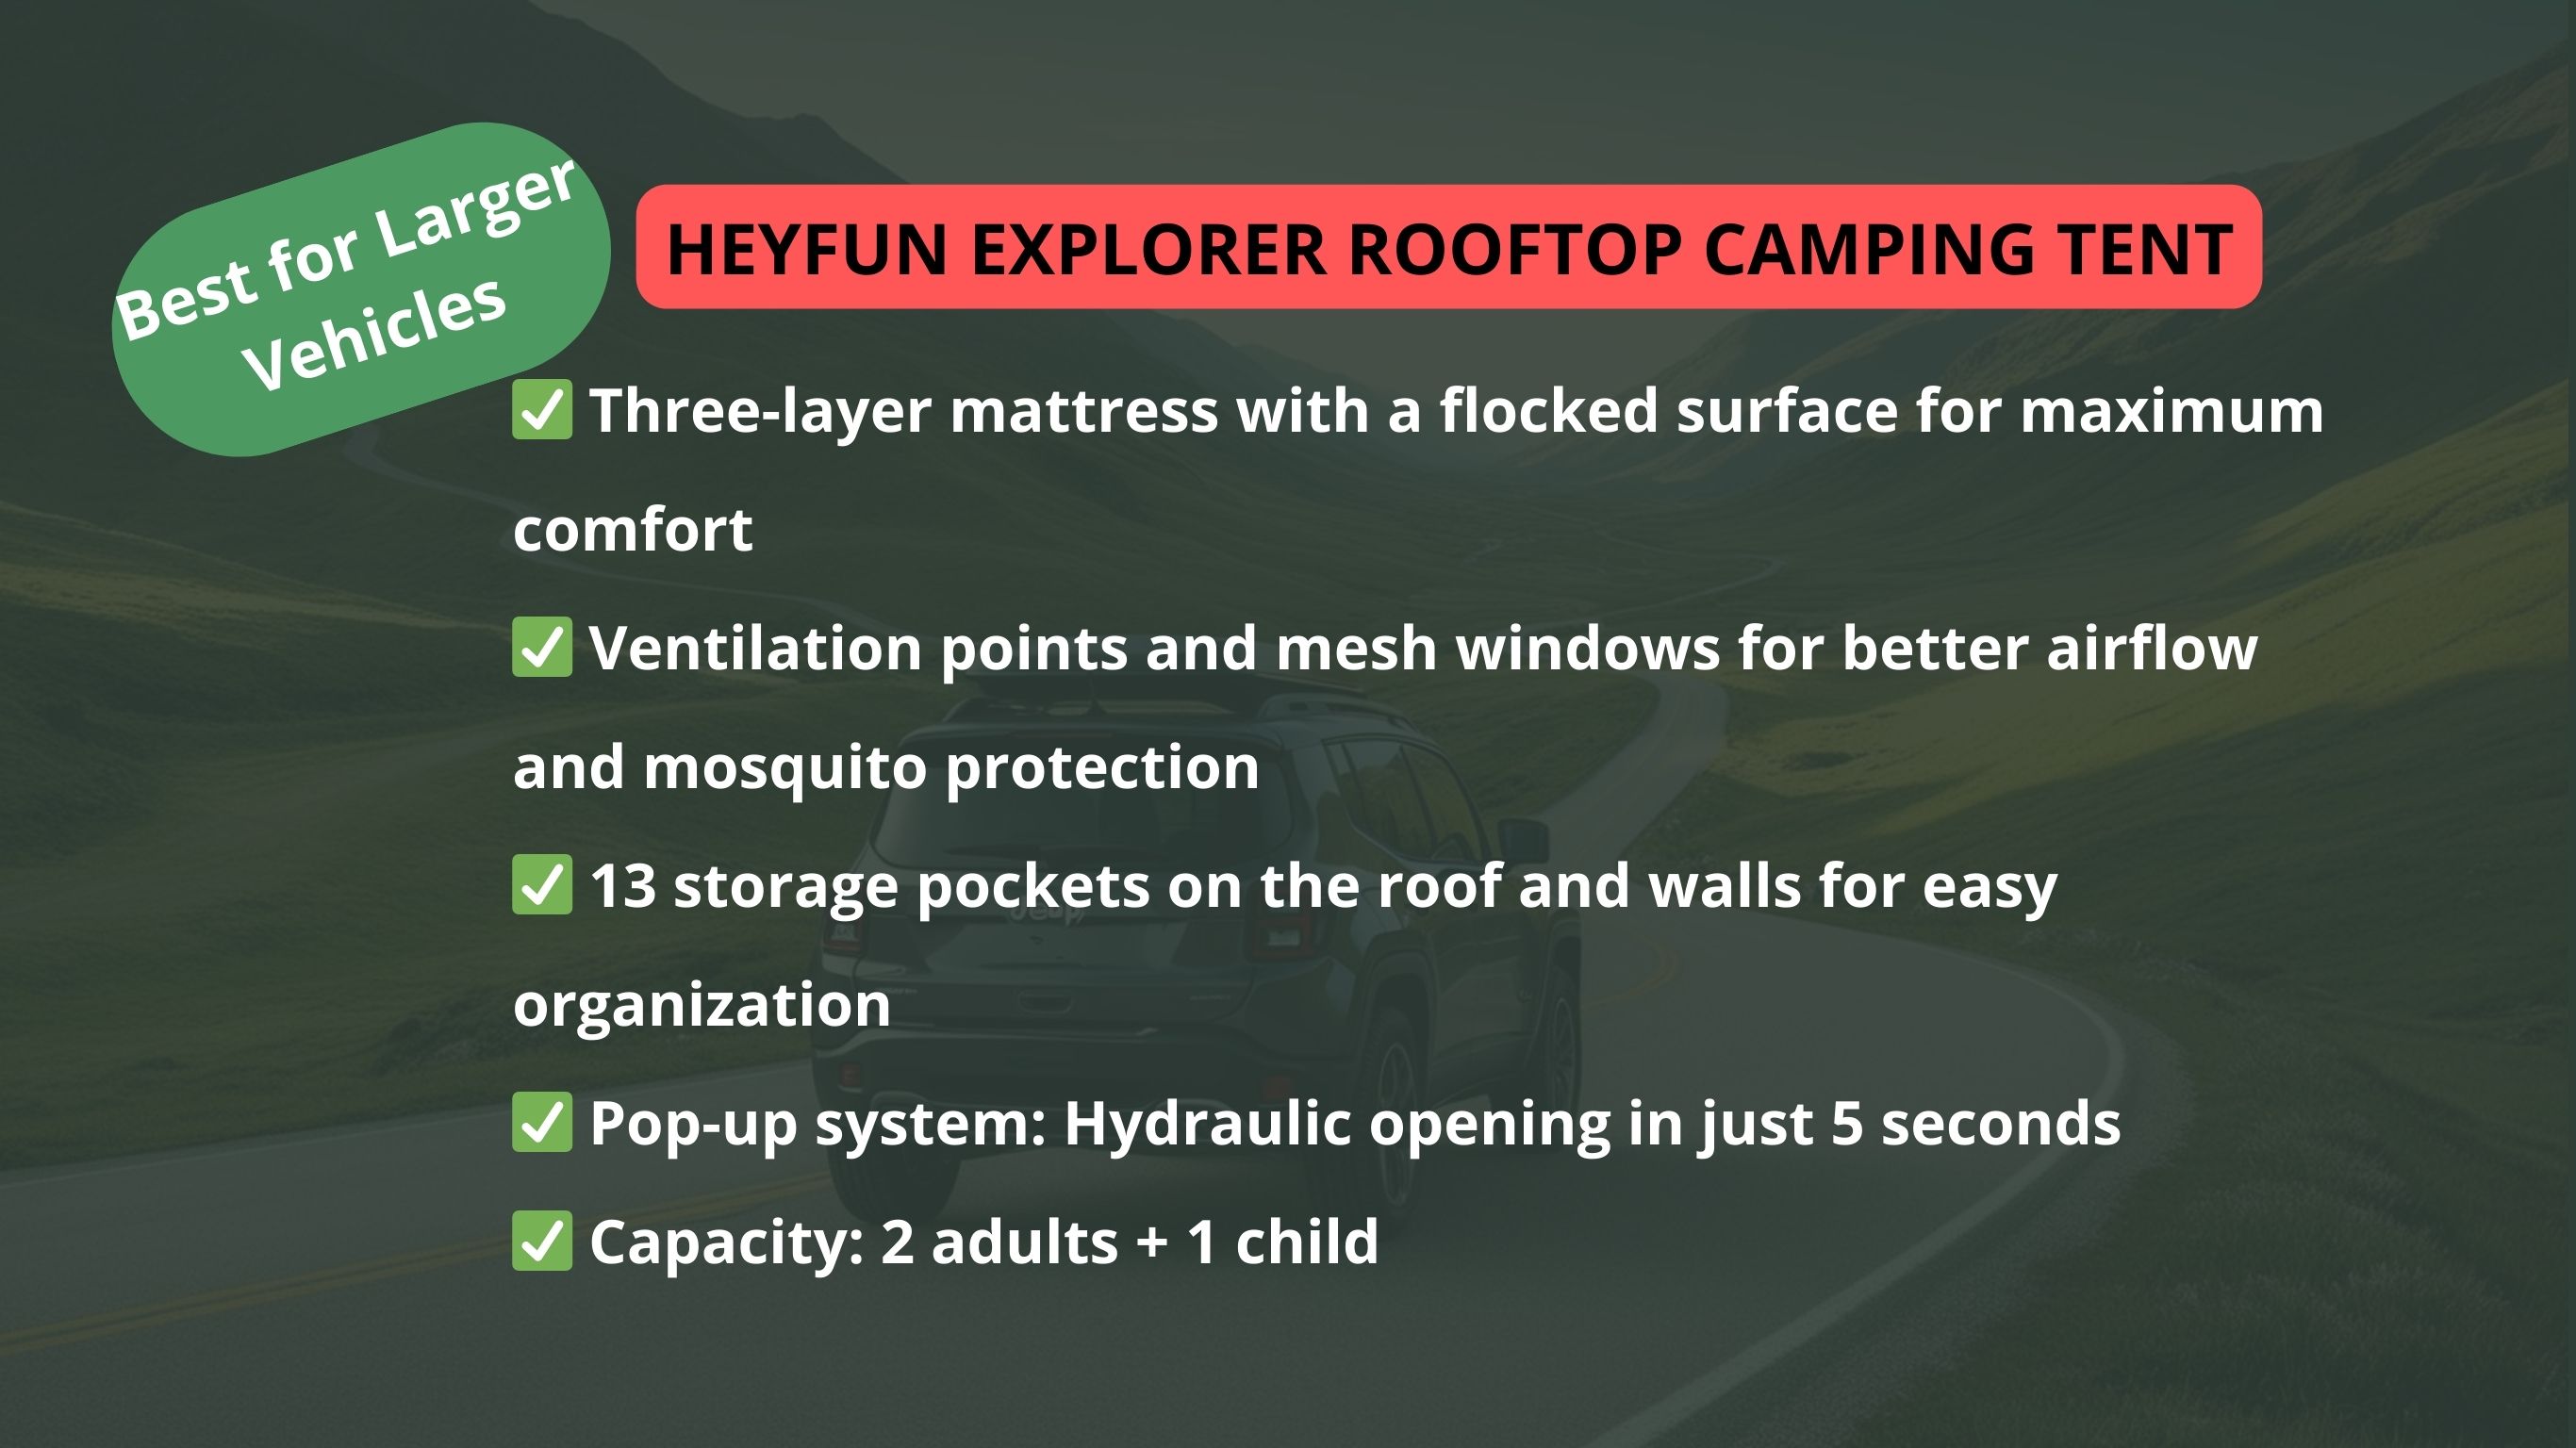 Best for Larger
Vehicles
HEYFUN EXPLORER ROOFTOP CAMPING TENT
✅ Three-layer mattress with a flocked surface for maximum
comfort
✅ Ventilation points and mesh windows for better airflow
and mosquito protection
✅ 13 storage pockets on the roof and walls for easy
organization
Jeep
✅ Pop-up system: Hydraulic opening in just 5 seconds
✅ Capacity: 2 adults + 1 child